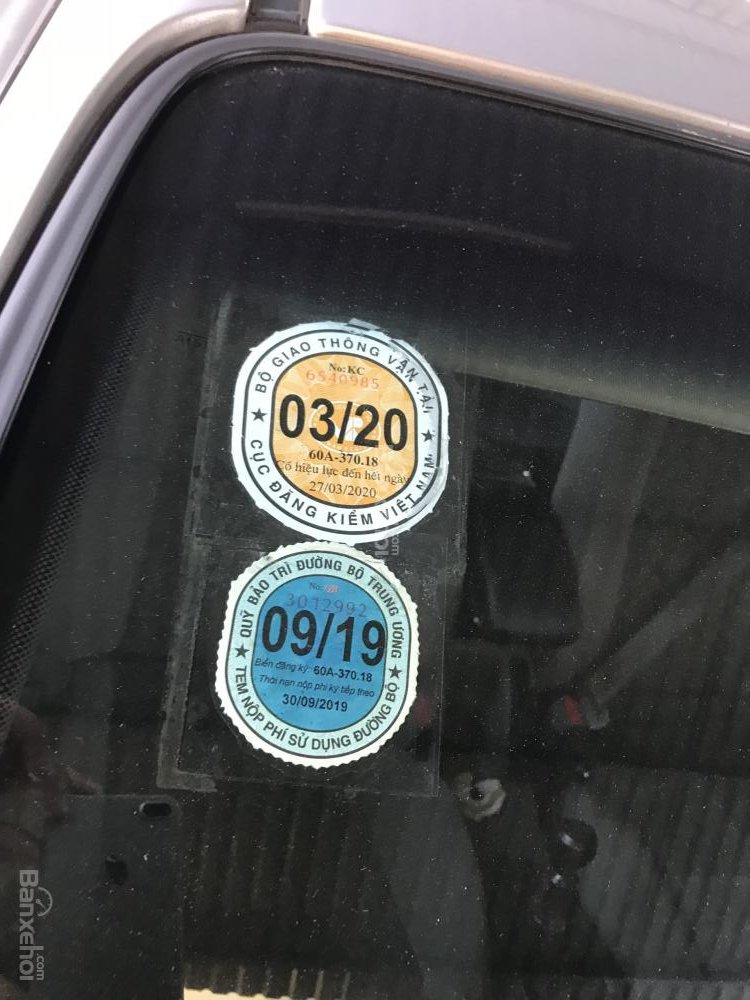 BỘ GIAO THÔNG VẬN TẢI
No: KC
6540985
03/20
60A-370.18
Có hiệu lực đến hết ngày
27/03/2020
CỤC ĐĂNG KIỂM VIỆT NAM
QUỸ BẢO TRÌ ĐƯỜNG BỘ TRUNG ƯƠNG
No:
3012992
09/19
Biển đăng ký: 60A-370.18
Thời hạn nộp phí kỳ tiếp theo
30/09/2019
TEM NỘP PHÍ SỬ DỤNG ĐƯỜNG BỘ
Banxehoi
.com